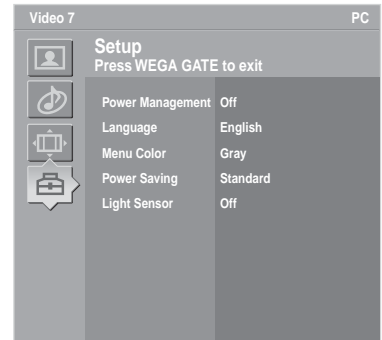 Video 7 PC
Setup
Press WEGA GATE to exit
Power Management Off
Language English
Menu Color Gray
Power Saving Standard
Light Sensor Off